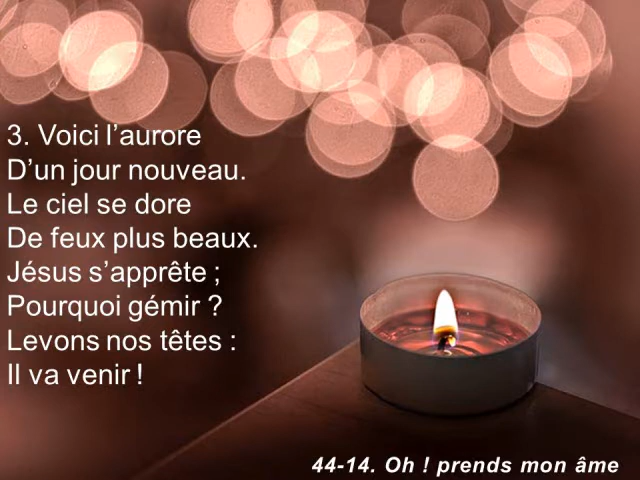 3. Voici l’aurore
D’un jour nouveau.
Le ciel se dore
De feux plus beaux.
Jésus s’apprête ;
Pourquoi gémir ?
Levons nos têtes :
Il va venir !
44-14. Oh ! prends mon âme